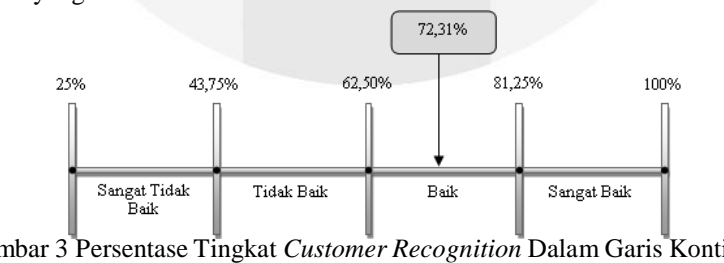 72,31%
25% 43,75% 62,50% 81,25% 100%
Sangat Tidak Baik Tidak Baik Baik Sangat Baik
mbar 3 Persentase Tingkat Customer Recognition Dalam Garis Konti